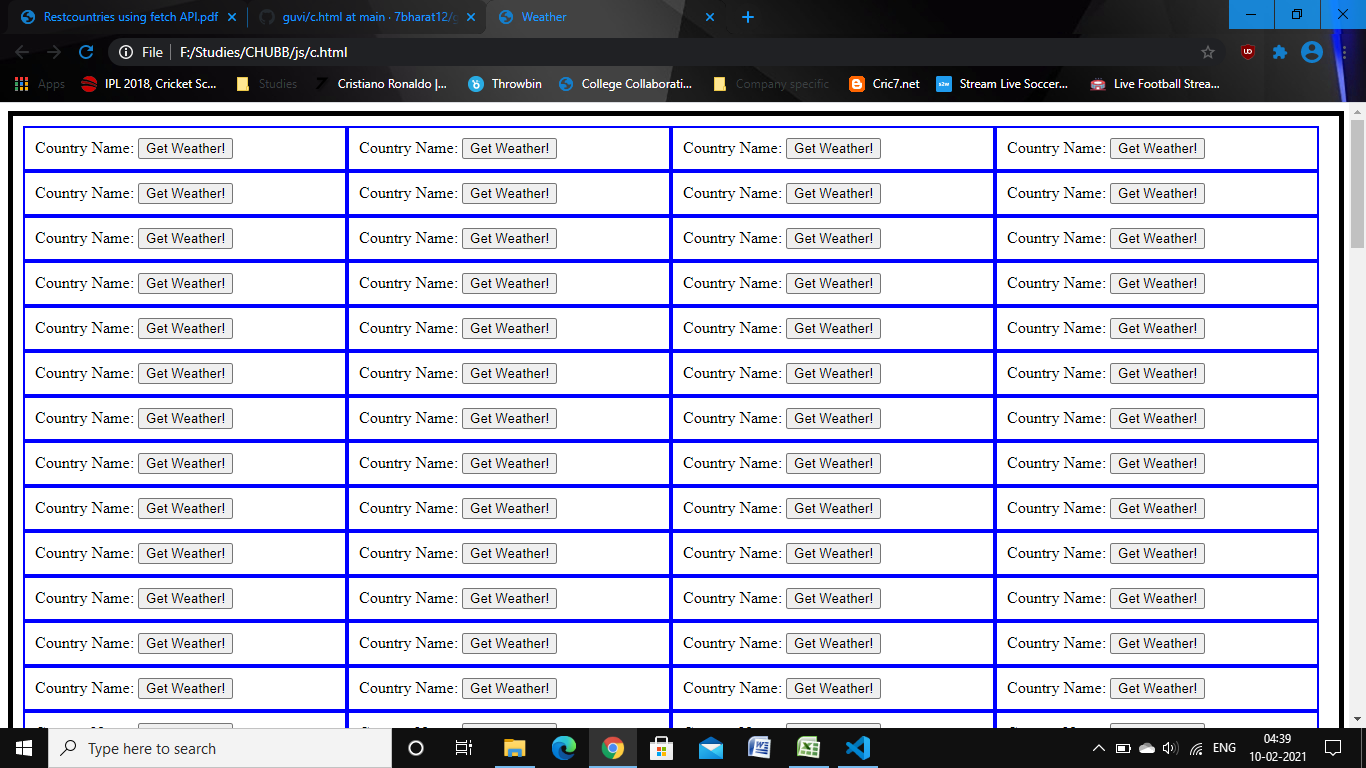 Restcountries using fetch API.pdf guvi/c.html at main · 7bharat12/g Weather
File F:/Studies/CHUBB/js/c.html
Apps IPL 2018, Cricket Sc... Studies Cristiano Ronaldo |... Throwbin College Collaborati... Company specific Cric7.net Stream Live Soccer... Live Football Strea...
Country Name: Get Weather! Country Name: Get Weather! Country Name: Get Weather! Country Name: Get Weather!
Country Name: Get Weather! Country Name: Get Weather! Country Name: Get Weather! Country Name: Get Weather!
Country Name: Get Weather! Country Name: Get Weather! Country Name: Get Weather! Country Name: Get Weather!
Country Name: Get Weather! Country Name: Get Weather! Country Name: Get Weather! Country Name: Get Weather!
Country Name: Get Weather! Country Name: Get Weather! Country Name: Get Weather! Country Name: Get Weather!
Country Name: Get Weather! Country Name: Get Weather! Country Name: Get Weather! Country Name: Get Weather!
Country Name: Get Weather! Country Name: Get Weather! Country Name: Get Weather! Country Name: Get Weather!
Country Name: Get Weather! Country Name: Get Weather! Country Name: Get Weather! Country Name: Get Weather!
Country Name: Get Weather! Country Name: Get Weather! Country Name: Get Weather! Country Name: Get Weather!
Country Name: Get Weather! Country Name: Get Weather! Country Name: Get Weather! Country Name: Get Weather!
Country Name: Get Weather! Country Name: Get Weather! Country Name: Get Weather! Country Name: Get Weather!
Country Name: Get Weather! Country Name: Get Weather! Country Name: Get Weather! Country Name: Get Weather!
Country Name: Get Weather! Country Name: Get Weather! Country Name: Get Weather! Country Name: Get Weather!
Type here to search ENG 04:39
10-02-2021